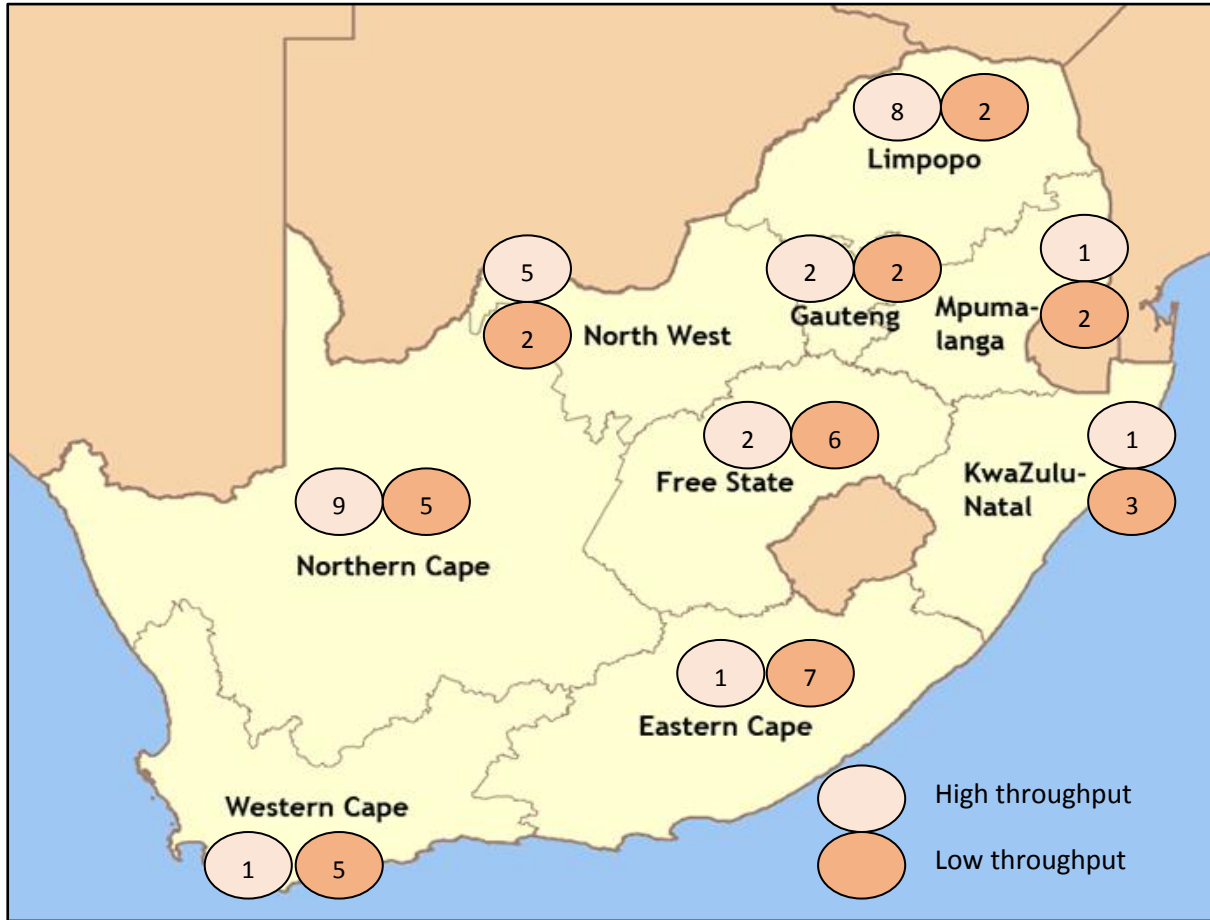 8 2
Limpopo
5
2
North West
2 2
Gauteng
1
2
Mpuma-
langa
2 6
Free State
1
3
KwaZulu-
Natal
9 5
Northern Cape
1 7
Eastern Cape
Western Cape
1 5
High throughput
Low throughput